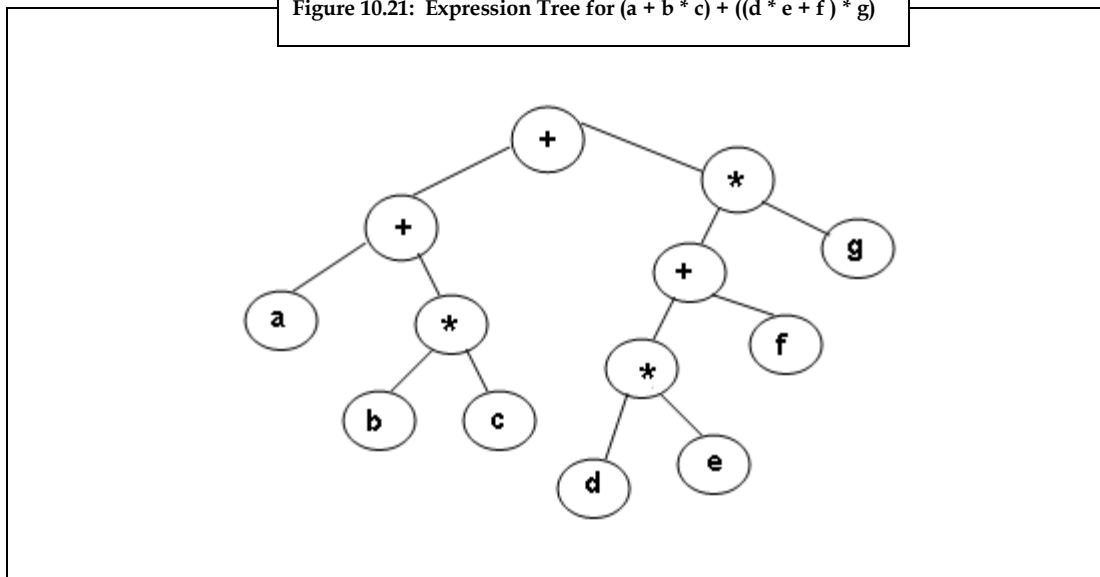 Figure 10.21: Expression Tree for (a + b * c) + ((d * e + f ) * g)
+
*
+
g
+
a
*
f
*
b
c
e
d